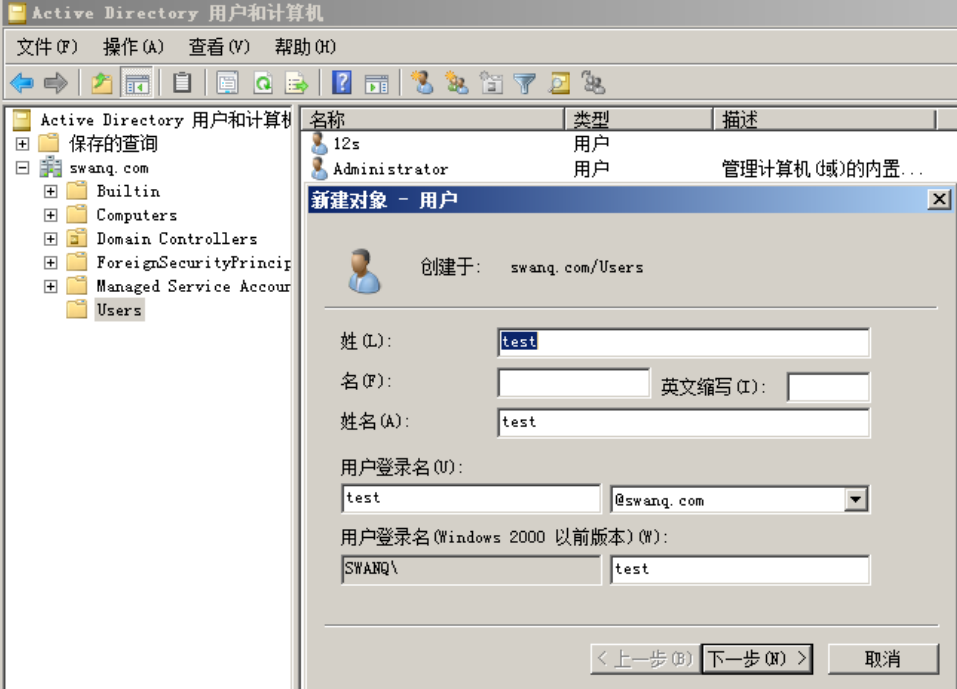 Active Directory 用户和计算机
文件(F) 操作(A) 查看(V) 帮助(H)
Active Directory 用户和计算机
保存的查询
swanq.com
Builtin
Computers
Domain Controllers
ForeignSecurityPrincip
Managed Service Accoun
Users
名称 类型 描述
12s 用户
Administrator 用户 管理计算机(域)的内置...
新建对象 - 用户
创建于: swanq.com/Users
姓(L): test
名(F): 英文缩写(I):
姓名(A): test
用户登录名(U):
test @swanq.com
用户登录名(Windows 2000 以前版本)(W):
SWANQ\ test
< 上一步(B) 下一步(N) > 取消